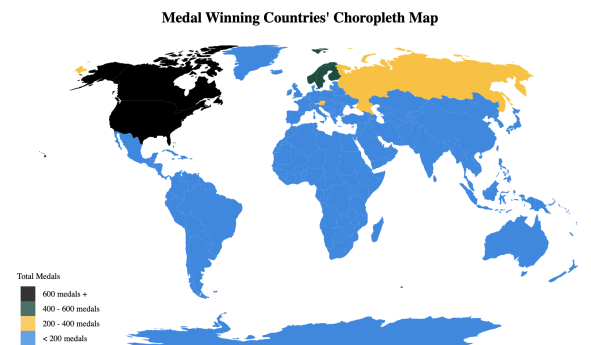 Medal Winning Countries' Choropleth Map
Total Medals
600 medals +
400 - 600 medals
200 - 400 medals
< 200 medals